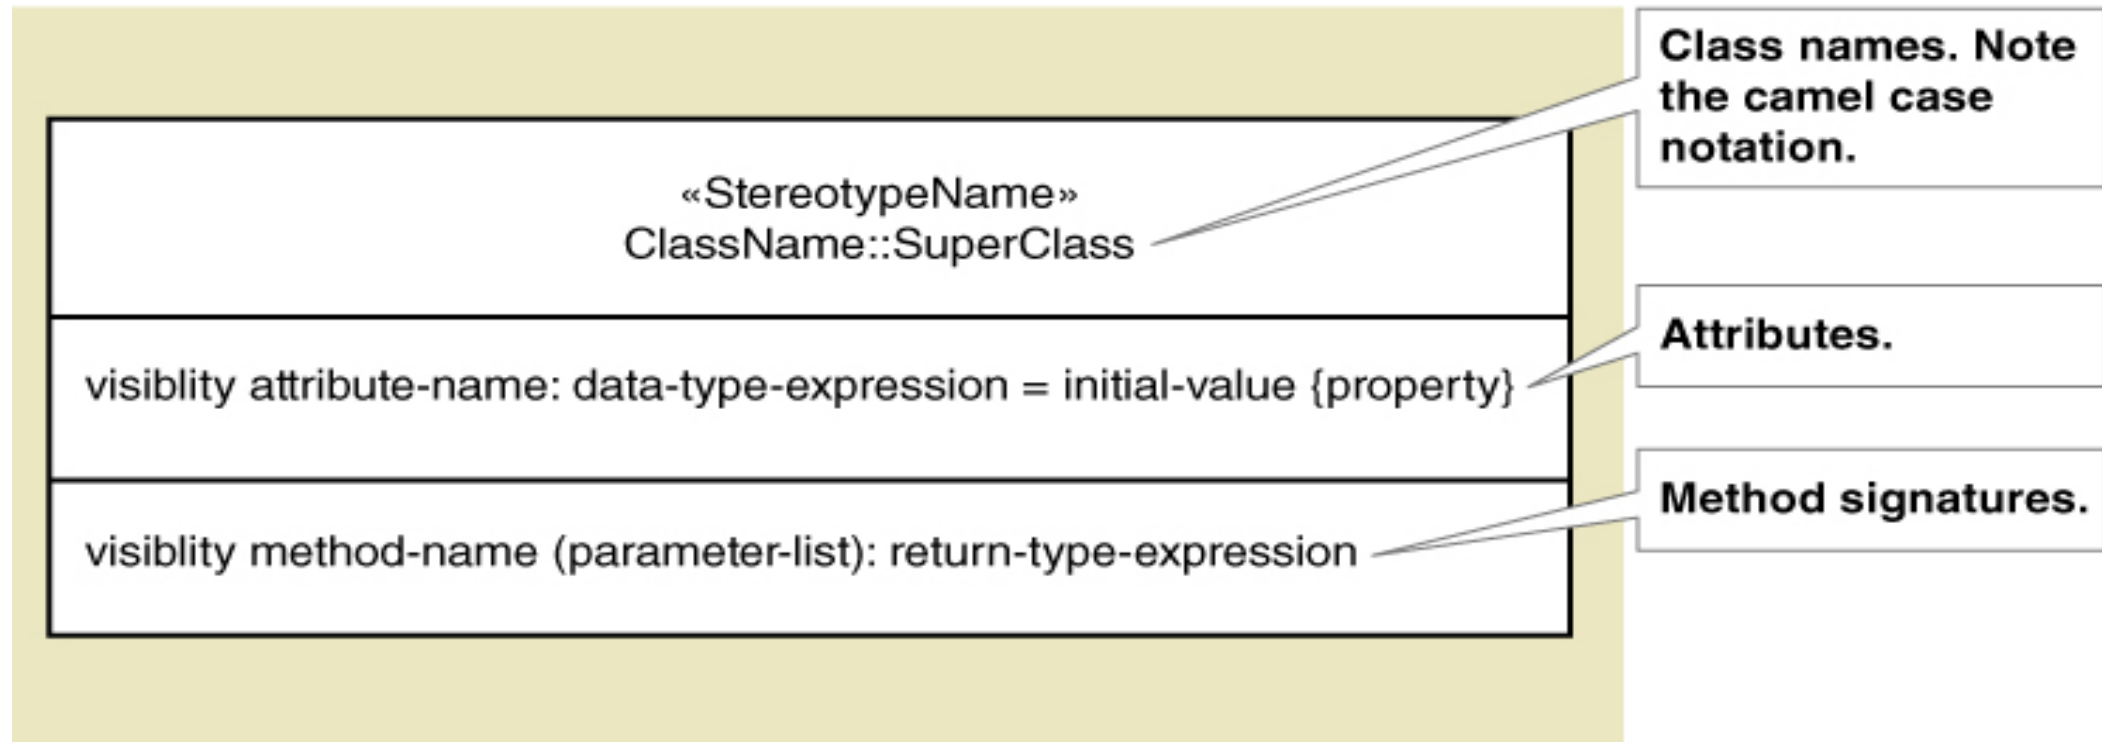 Class names. Note
the camel case
notation.
«StereotypeName»
ClassName::SuperClass
Attributes.
visiblity attribute-name: data-type-expression = initial-value {property}
Method signatures.
visiblity method-name (parameter-list): return-type-expression